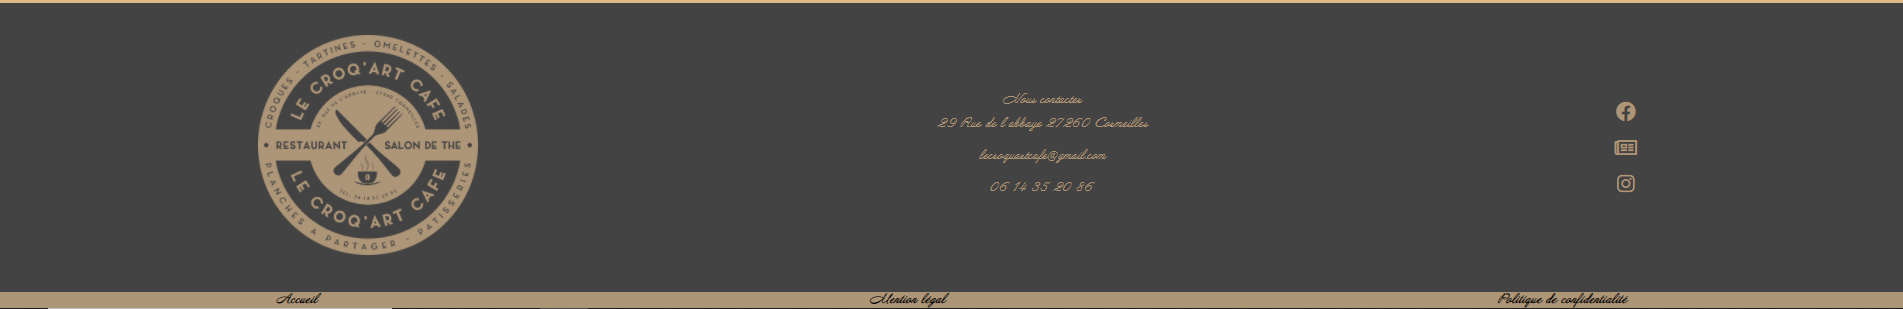 CROQUES - TARTINES - OMELETTES - SALADES
LE CROQ'ART CAFE
RESTAURANT
SALON DE THE
LE CROQ'ART CAFE
PLANCHES A PARTAGER - PATISSERIES
Nous contacter
29 Rue de l'abbaye 27260 Cormeilles
lecroquartcafe@gmail.com
06 14 35 20 86
Accueil
Mention légal
Politique de confidentialité